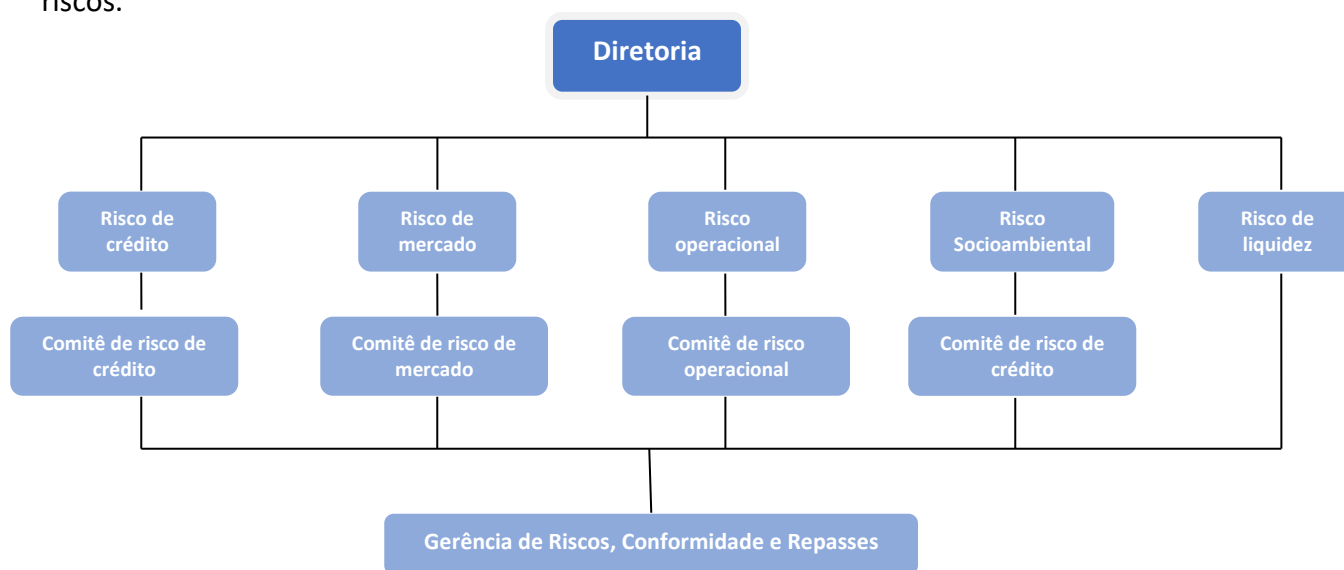 riscos.
Diretoria
Risco de
crédito
Risco de
mercado
Risco
operacional
Risco
Socioambiental
Risco de
liquidez
Comitê de risco de
crédito
Comitê de risco de
mercado
Comitê de risco
operacional
Comitê de risco de
crédito
Gerência de Riscos, Conformidade e Repasses